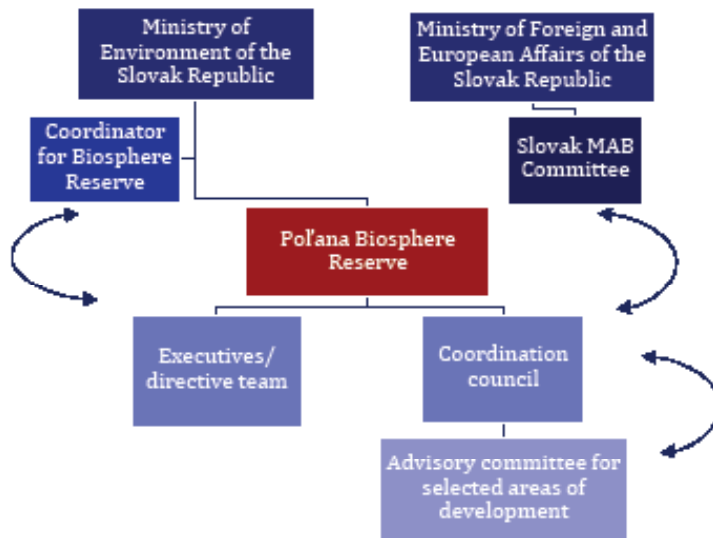 Ministry of
Environment of the
Slovak Republic
Ministry of Foreign and
European Affairs of the
Slovak Republic
Coordinator
for Biosphere
Reserve
Slovak MAB
Committee
Poľana Biosphere
Reserve
Executives/
directive team
Coordination
council
Advisory committee for
selected areas of
development